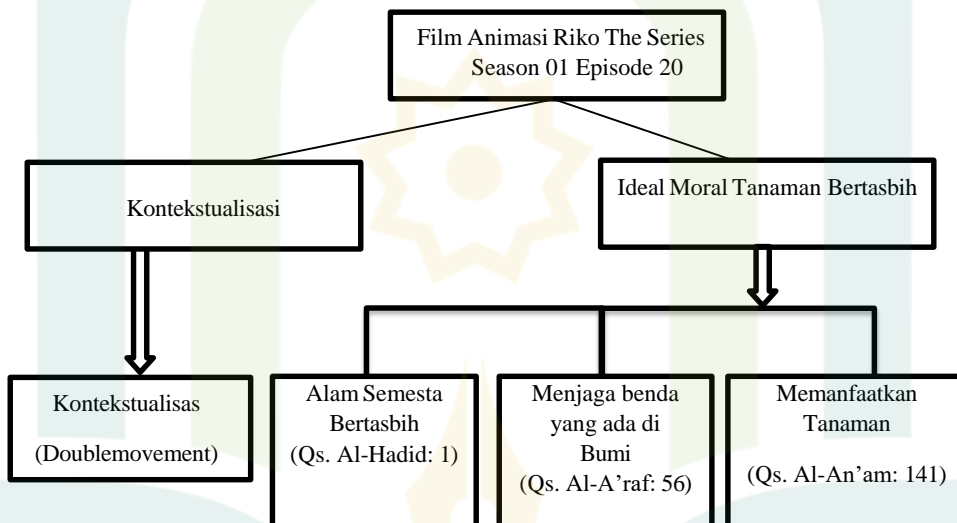 Film Animasi Riko The Series
Season 01 Episode 20
Kontekstualisasi
Ideal Moral Tanaman Bertasbih
Kontekstualisas
(Doublemovement)
Alam Semesta
Bertasbih
(Qs. Al-Hadid: 1)
Menjaga benda
yang ada di
Bumi
(Qs. Al-A’raf: 56)
Memanfaatkan
Tanaman
(Qs. Al-An’am: 141)